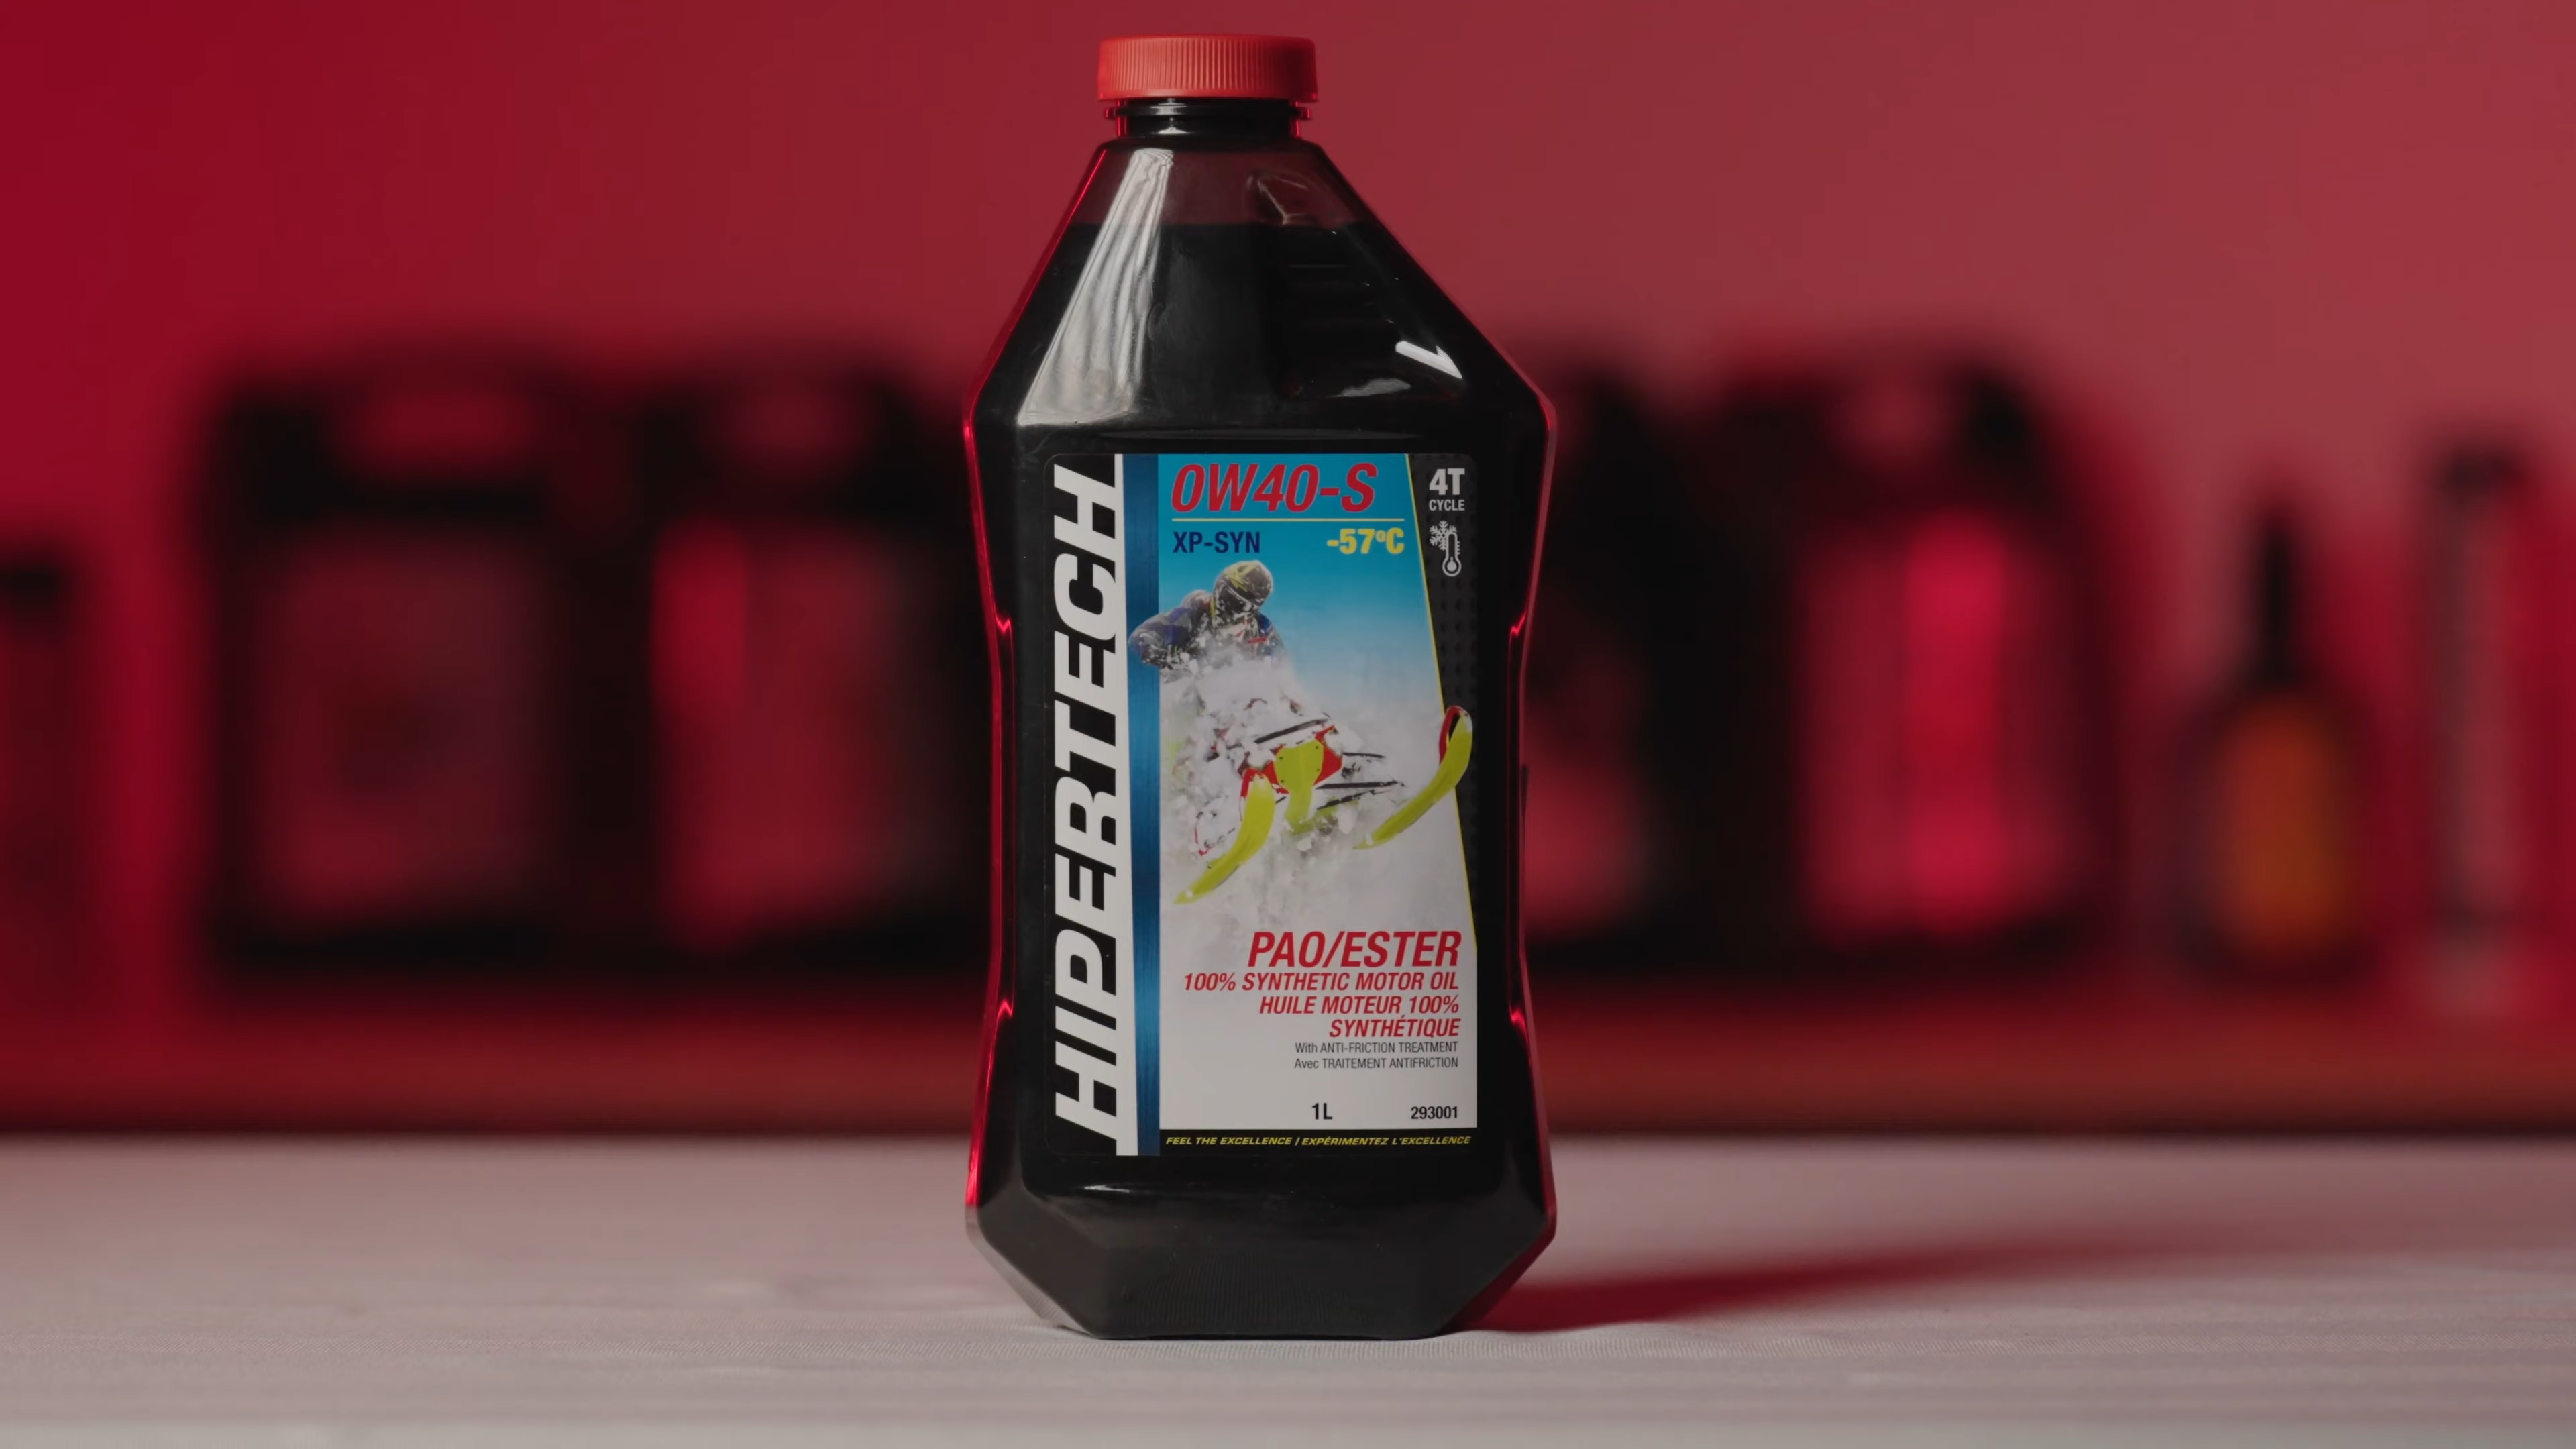 HIPERTECH
0W40-S
XP-SYN -57°C
4T
CYCLE
PAO/ESTER
100% SYNTHETIC MOTOR OIL
HUILE MOTEUR 100%
SYNTHÉTIQUE
With ANTI-FRICTION TREATMENT
Avec TRAITEMENT ANTIFRICTION
1L 293001
FEEL THE EXCELLENCE / EXPÉRIMENTEZ L'EXCELLENCE